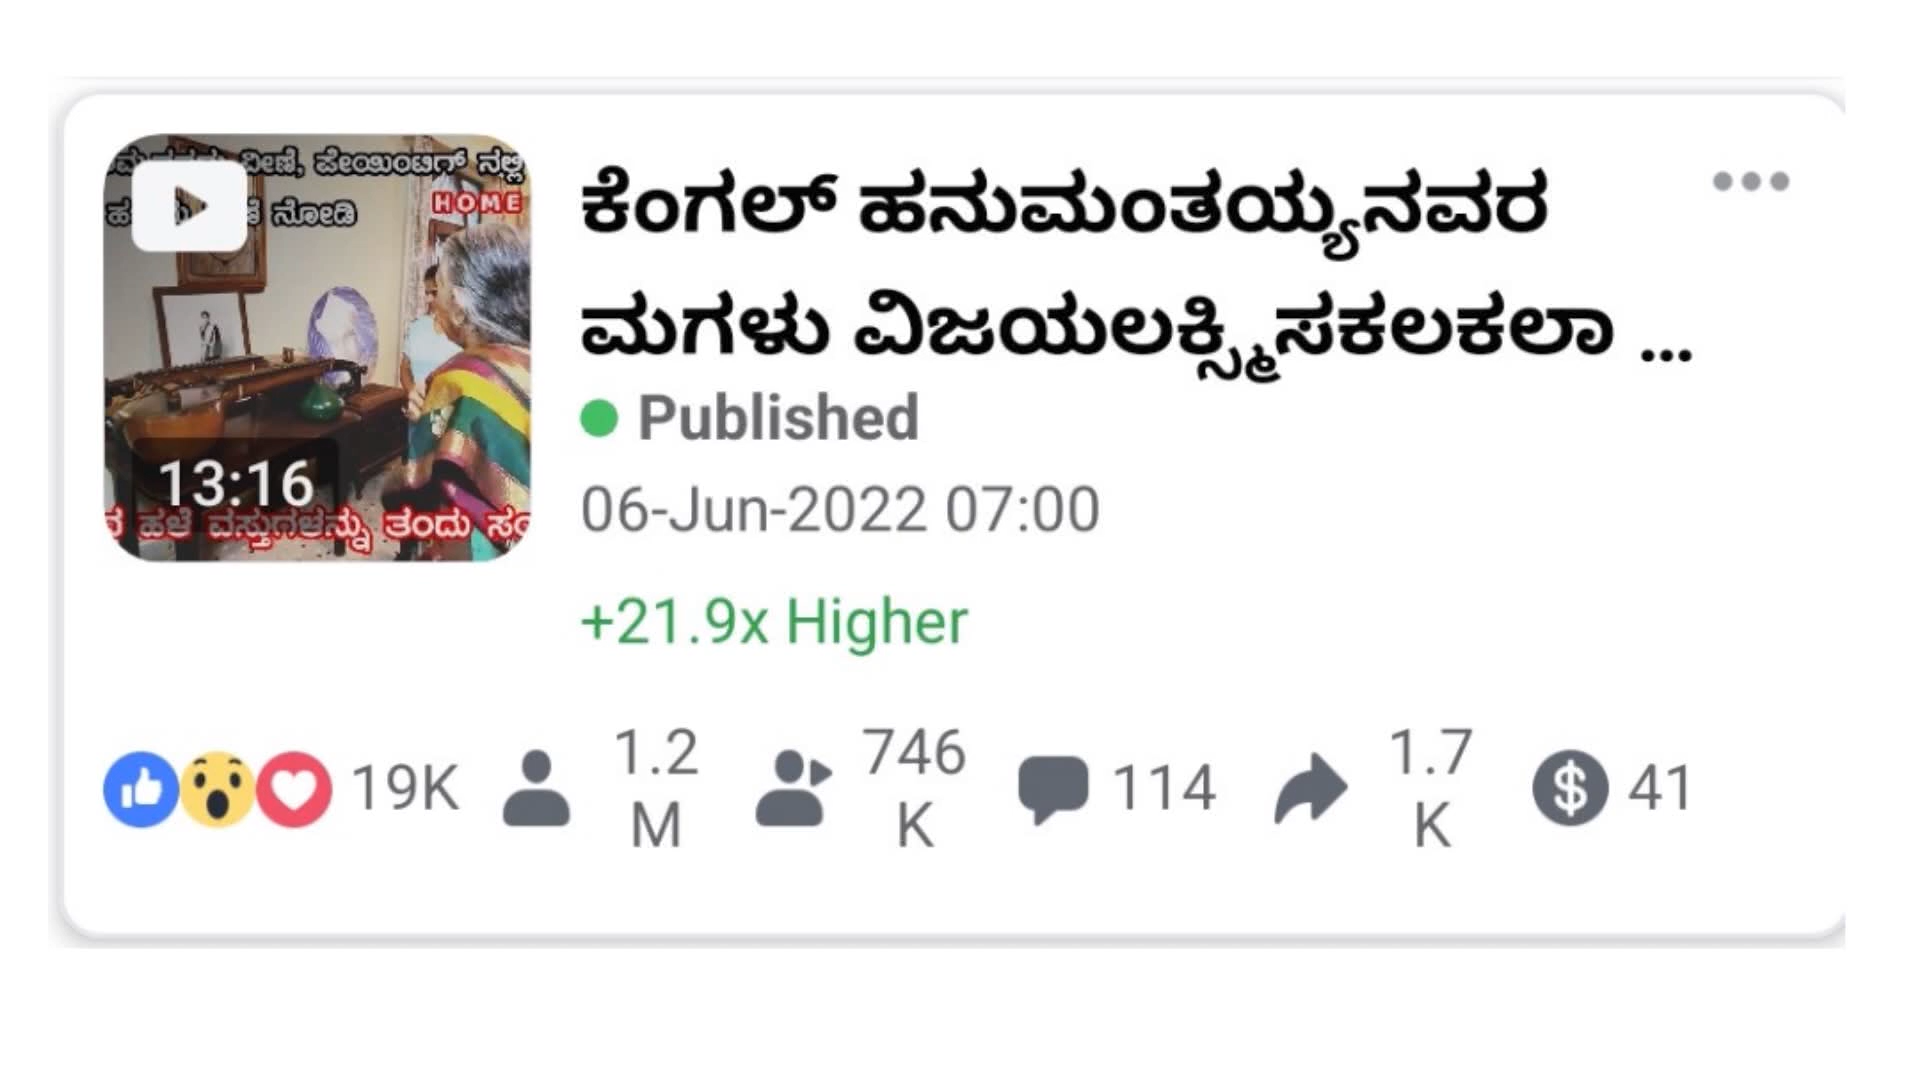 ವೀಣೆ, ಪೇಯಿಂಟಿಗ್ ನಲ್ಲಿ
ನೋಡಿ
HOME
13:16
ಹಳೆ ವಸ್ತುಗಳನ್ನು ತಂದು
ಕೆಂಗಲ್ ಹನುಮಂತಯ್ಯನವರ
ಮಗಳು ವಿಜಯಲಕ್ಸ್ಮಿಸಕಲಕಲಾ ...
Published
06-Jun-2022 07:00
+21.9x Higher
19K 1.2 M 746 K 114 1.7 K 41